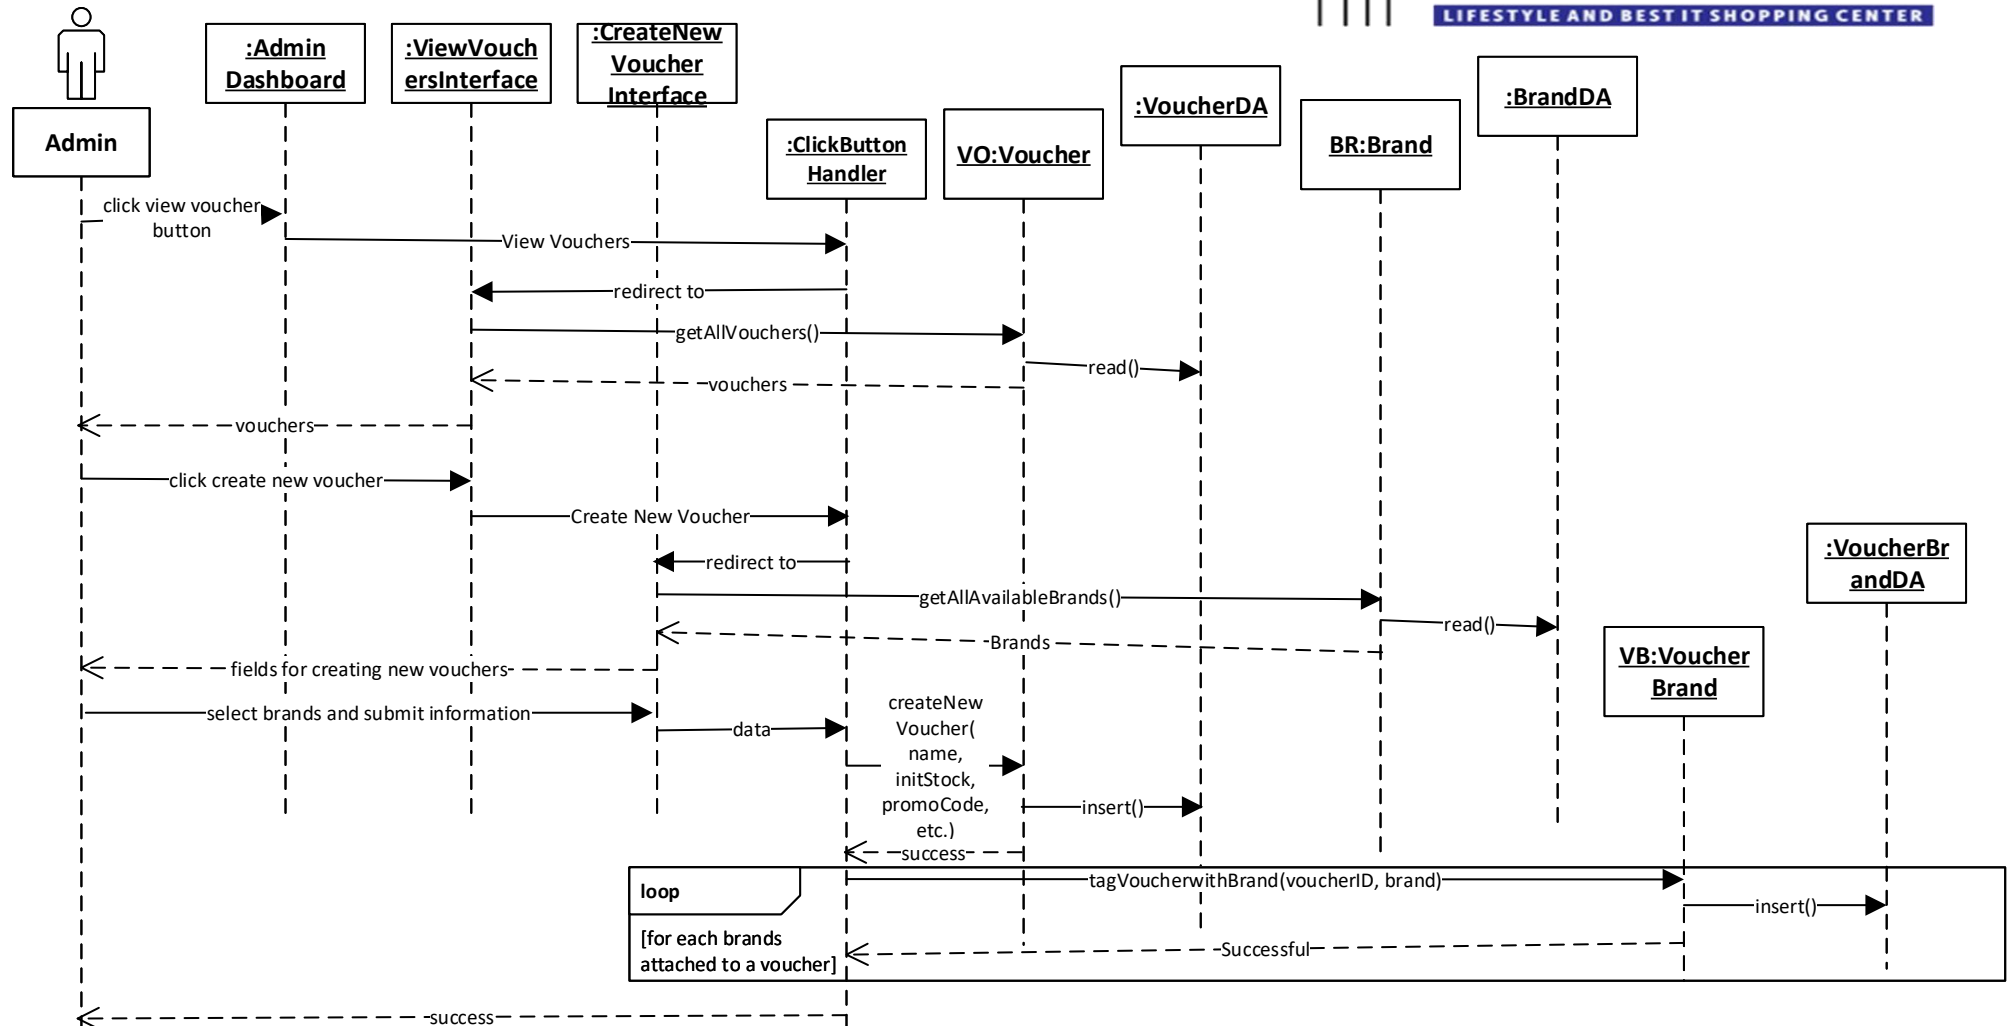 LIFESTYLE AND BEST IT SHOPPING CENTER
:Admin
Dashboard
:ViewVouch
ersInterface
:CreateNew
Voucher
Interface
:VoucherDA
:BrandDA
Admin
:ClickButton
Handler
VO:Voucher
BR:Brand
click view voucher
button
View Vouchers
redirect to
getAllVouchers()
read()
vouchers
vouchers
click create new voucher
Create New Voucher
:VoucherBr
andDA
redirect to
getAllAvailableBrands()
read()
Brands
VB:Voucher
Brand
fields for creating new vouchers
select brands and submit information
data
createNew
Voucher(
name,
initStock,
promoCode,
etc.)
insert()
success
loop
[for each brands
attached to a voucher]
tagVoucherwithBrand(voucherID, brand)
insert()
Successful
success